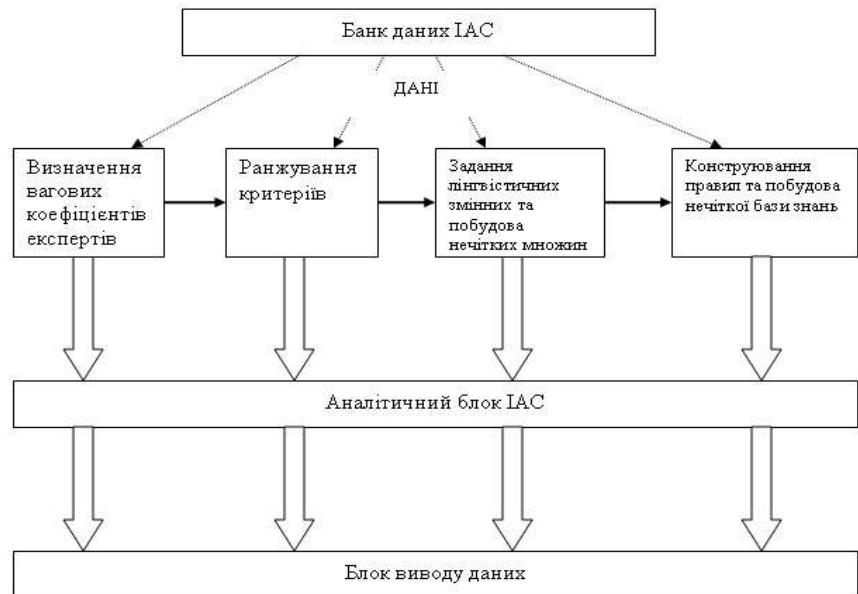 Банк даних ІАС
ДАНІ
Визначення
вагових
коефіцієнтів
експертів
Ранжування
критеріїв
Задання
лінгвістичних
змінних та
побудова
нечітких множин
Конструювання
правил та побудова
нечіткої бази знань
Аналітичний блок ІАС
Блок виводу даних